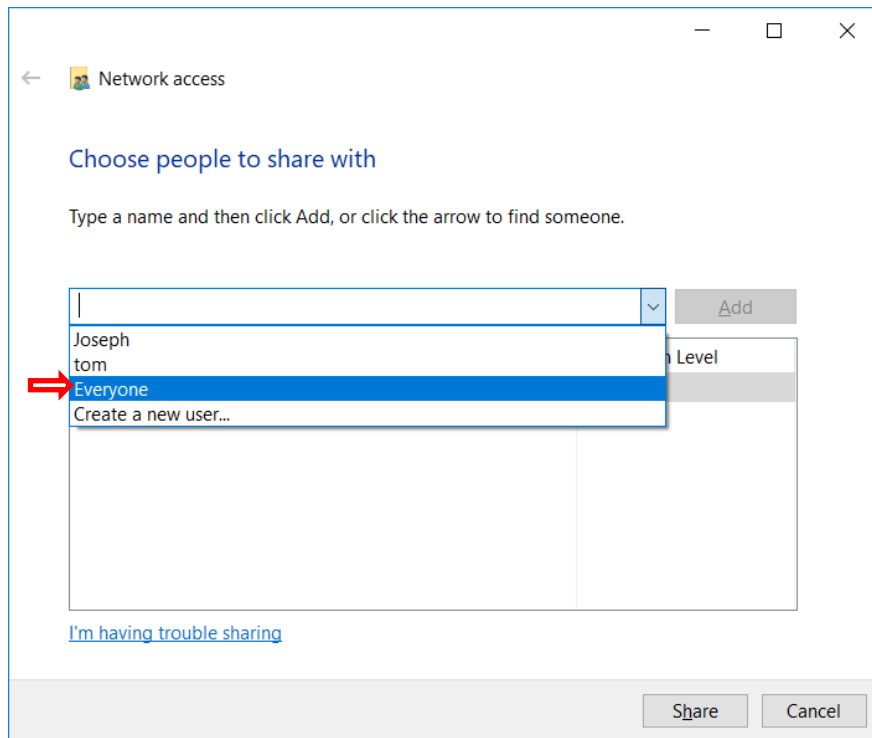 Network access
Choose people to share with
Type a name and then click Add, or click the arrow to find someone.
Add
Joseph
tom
Level
Everyone
Create a new user...
I'm having trouble sharing
Share Cancel